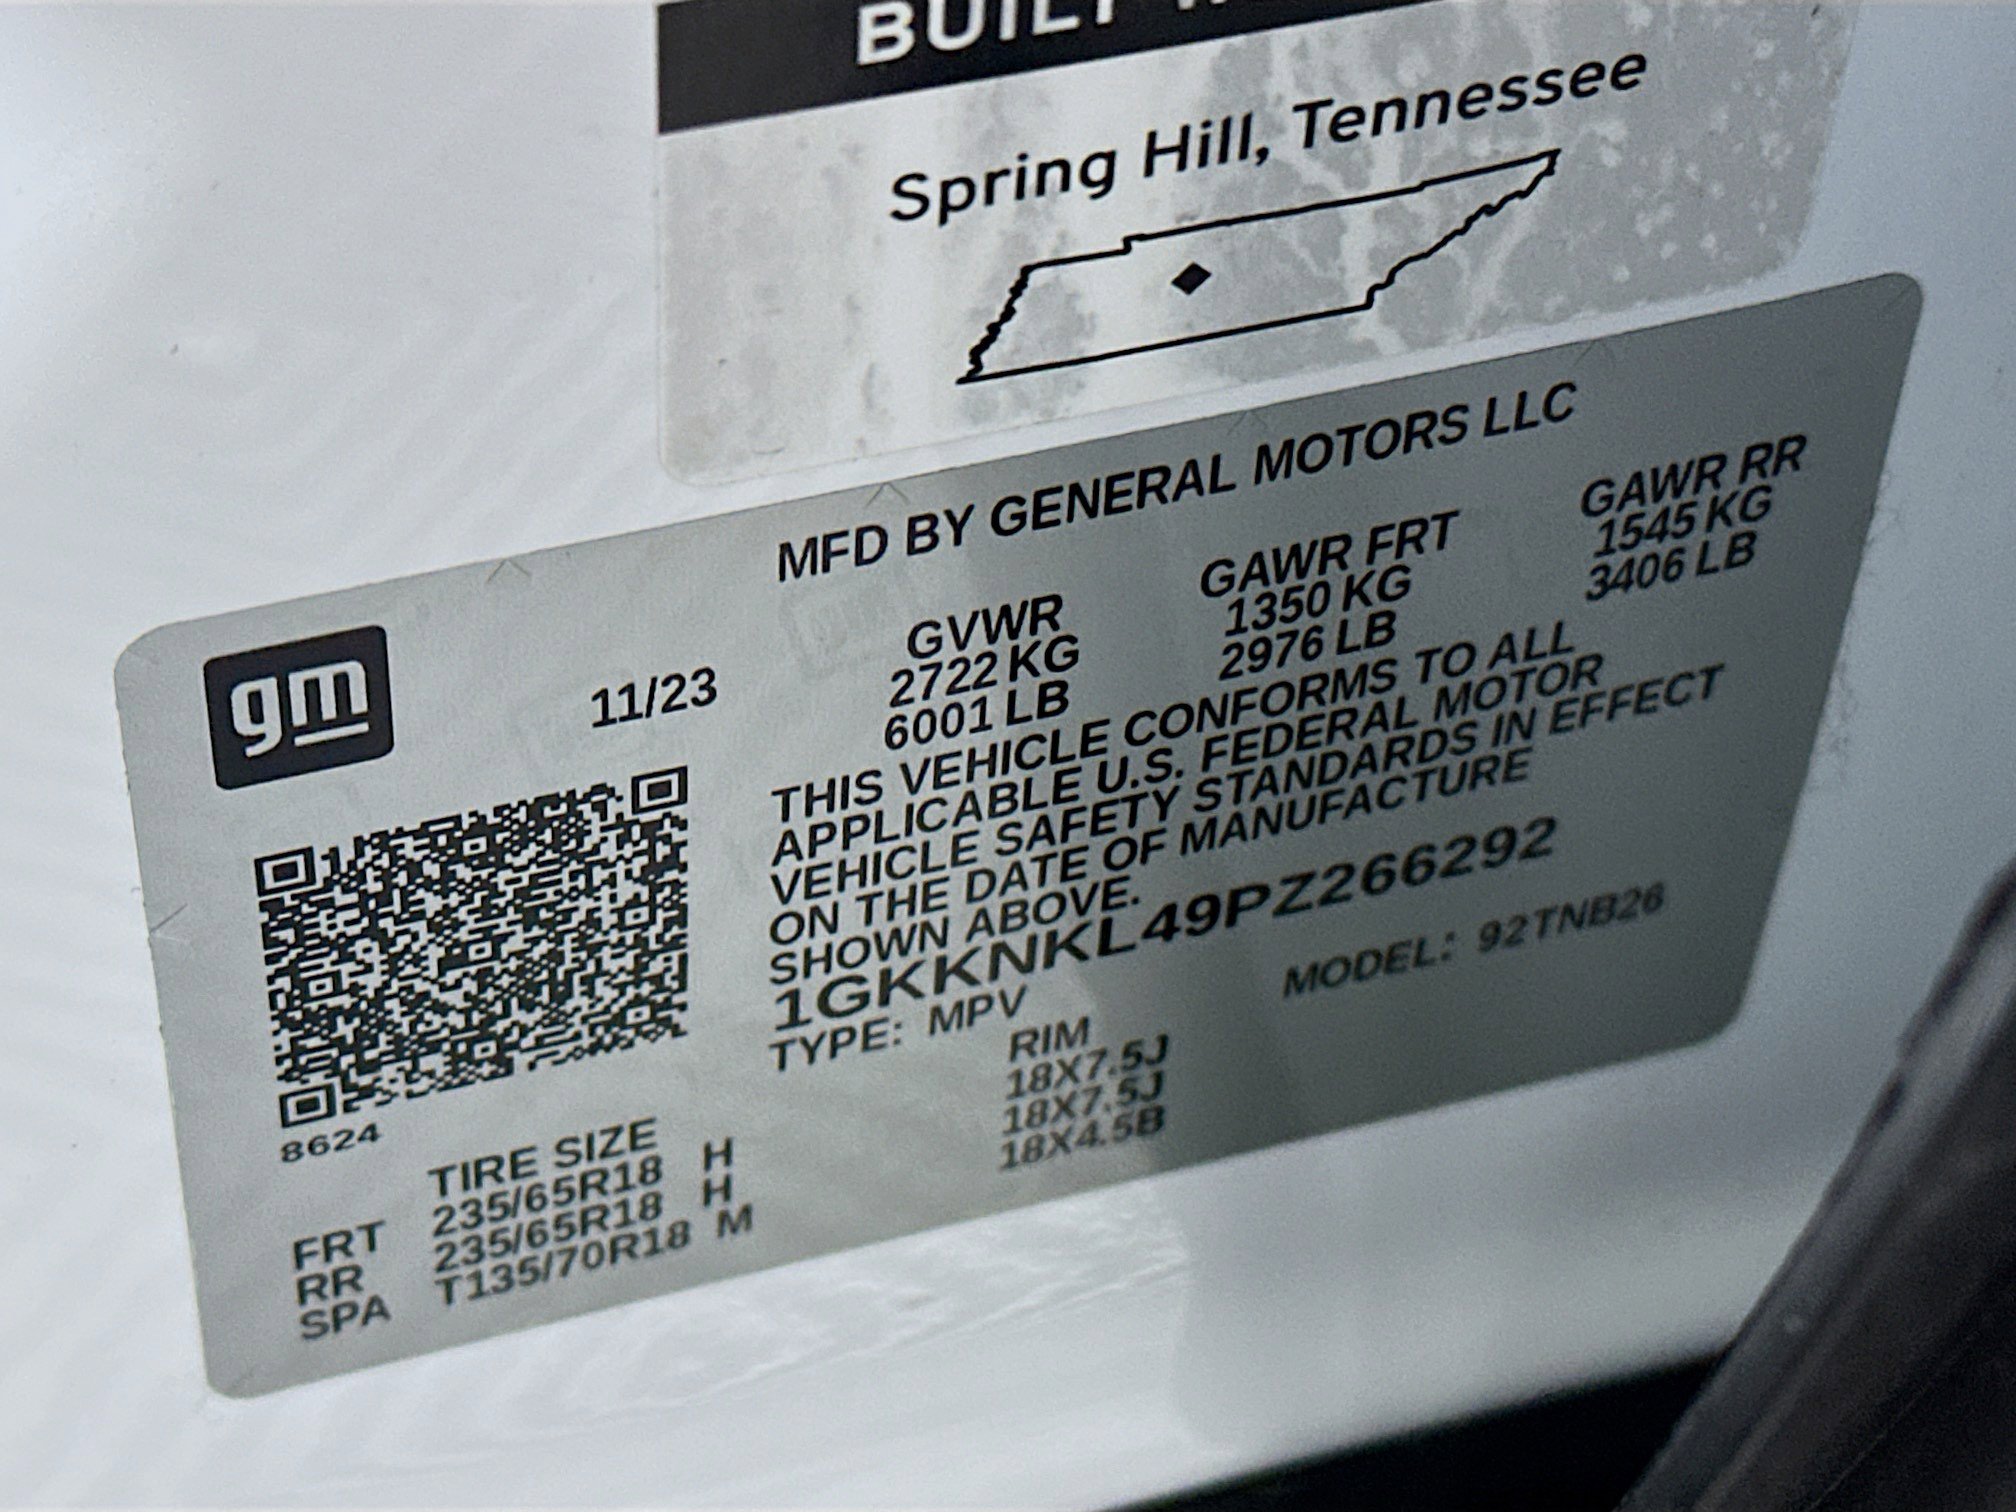 BUILT
Spring Hill, Tennessee
MFD BY GENERAL MOTORS LLC
gm
11/23
GVWR GAWR FRT GAWR RR
2722 KG 1350 KG 1545 KG
6001 LB 2976 LB 3406 LB
THIS VEHICLE CONFORMS TO ALL
APPLICABLE U.S. FEDERAL MOTOR
VEHICLE SAFETY STANDARDS IN EFFECT
ON THE DATE OF MANUFACTURE
SHOWN ABOVE.
1GKKNKL49PZ266292
TYPE: MPV MODEL: 92TNB26
8624
TIRE SIZE RIM
FRT 235/65R18 H 18X7.5J
RR 235/65R18 H 18X7.5J
SPA T135/70R18 M 18X4.5B